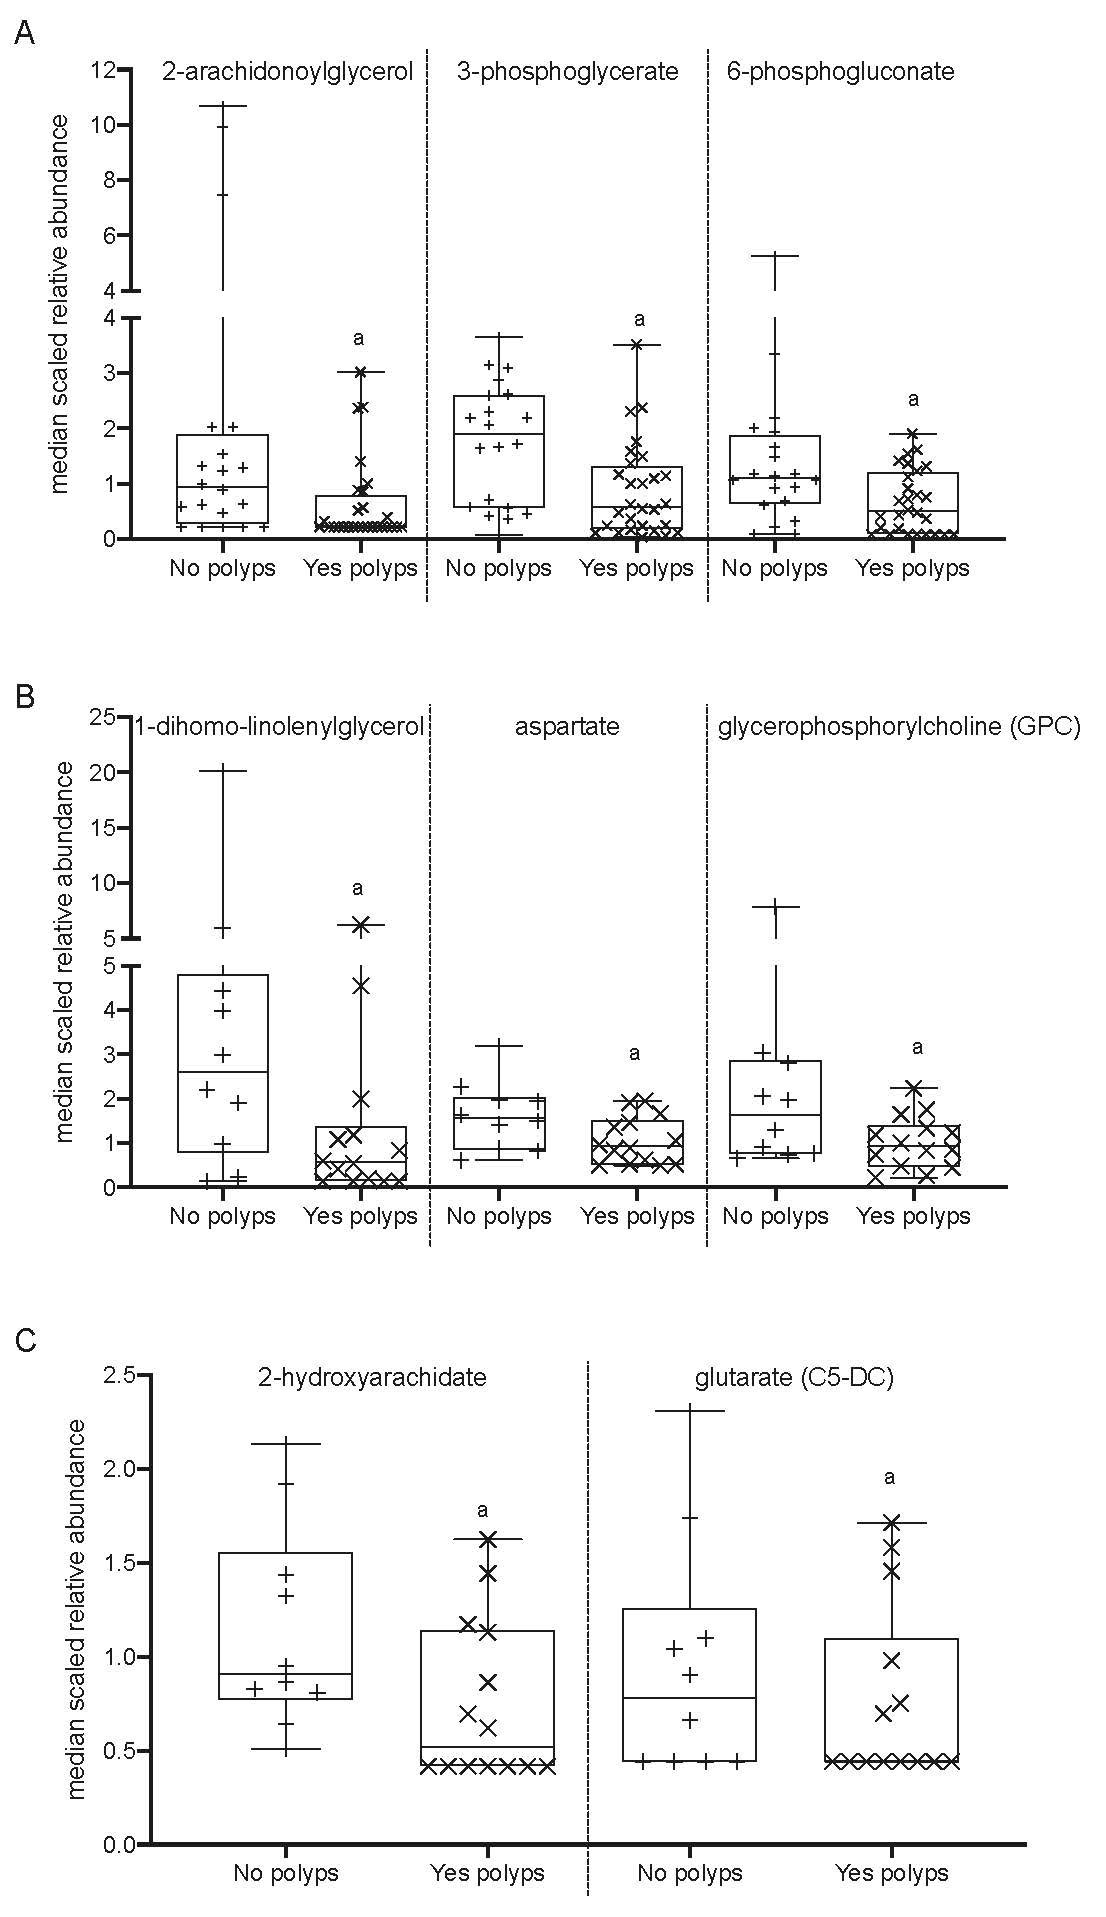 A
2-arachidonoylglycerol 3-phosphoglycerate 6-phosphogluconate
median scaled relative abundance
12
10
8
6
4
4
3
2
1
0
a a a
No polyps Yes polyps No polyps Yes polyps No polyps Yes polyps
B
1-dihomo-linolenylglycerol aspartate glycerophosphorylcholine (GPC)
median scaled relative abundance
25
20
15
10
5
5
4
3
2
1
0
a a a
No polyps Yes polyps No polyps Yes polyps No polyps Yes polyps
C
2-hydroxyarachidate glutarate (C5-DC)
median scaled relative abundance
2.5
2.0
1.5
1.0
0.5
0.0
a a
No polyps Yes polyps No polyps Yes polyps